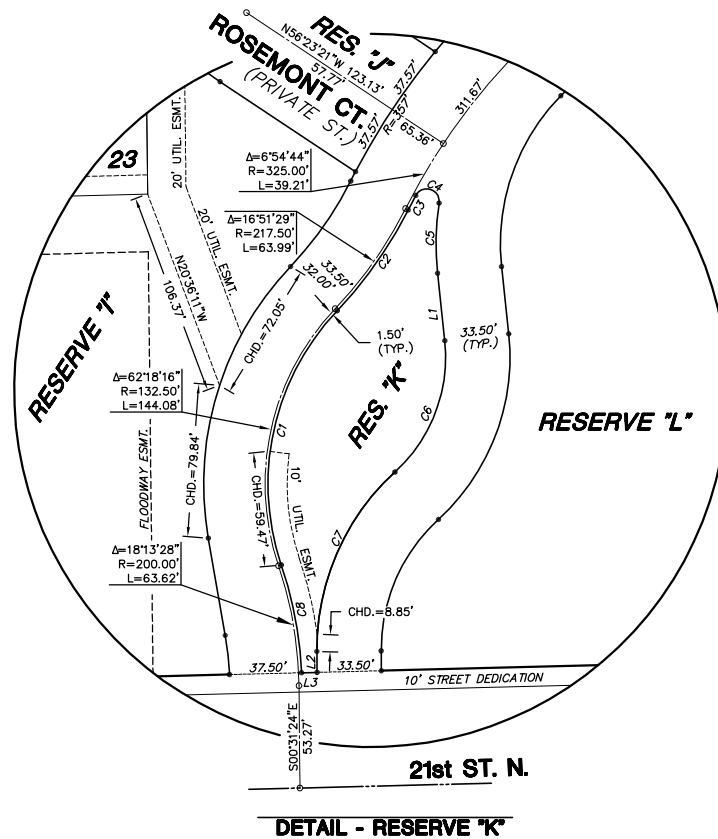 RES. "J"
N56°23'21"W 123.13'
57.77'
ROSEMONT CT.
(PRIVATE ST.)
37.57'
37.57'
R=357'
65.36'
311.67'
20' UTIL. ESMT.
23
Δ=6°54'44"
R=325.00'
L=39.21'
C4
C3
Δ=16°51'29"
R=217.50'
L=63.99'
20' UTIL. ESMT.
C5
C2
N20°36'11"W
106.37'
33.50'
32.00'
CHD.=72.05'
L1
1.50'
(TYP.)
33.50'
(TYP.)
RESERVE "I"
Δ=62°18'16"
R=132.50'
L=144.08'
RES. "K"
C6
RESERVE "L"
C1
CHD.=79.84'
FLOODWAY ESMT.
CHD.=59.47'
10' UTIL. ESMT.
C7
Δ=18°13'28"
R=200.00'
L=63.62'
C8
CHD.=8.85'
L2
37.50'
33.50'
L3
10' STREET DEDICATION
S00°31'24"E
53.27'
21st ST. N.
DETAIL - RESERVE "K"